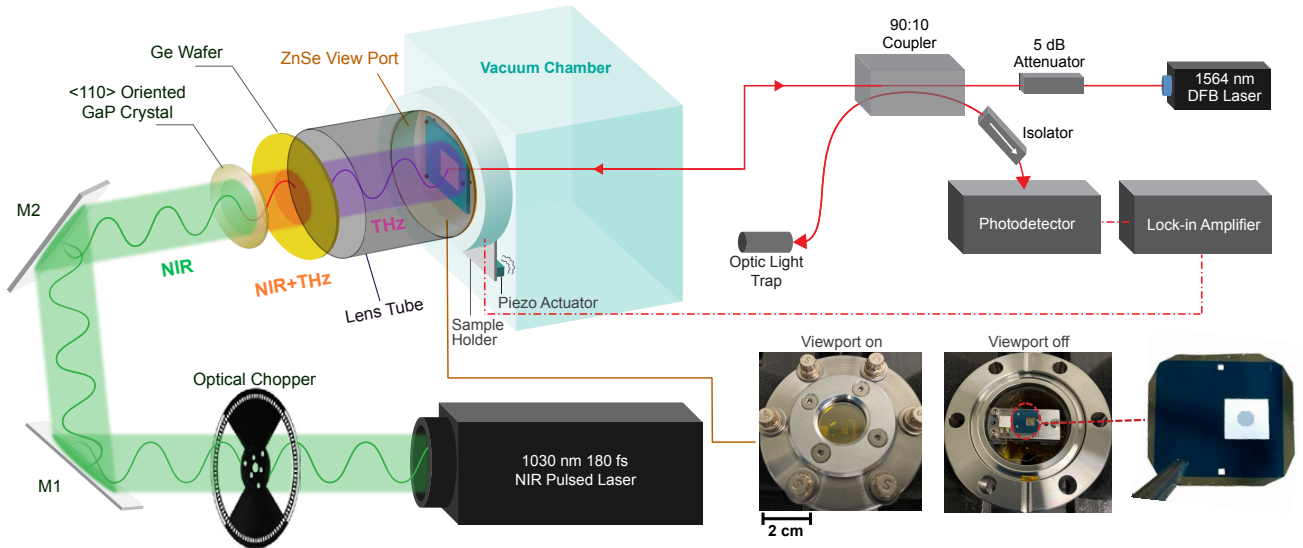 Ge Wafer
ZnSe View Port
Vacuum Chamber
<110> Oriented
GaP Crystal
90:10
Coupler
5 dB
Attenuator
1564 nm
DFB Laser
Isolator
M2
NIR
NIR+THz
THz
Lens Tube
Photodetector
Lock-in Amplifier
Optic Light
Trap
Piezo Actuator
Sample
Holder
Viewport on
Viewport off
Optical Chopper
1030 nm 180 fs
NIR Pulsed Laser
M1
2 cm